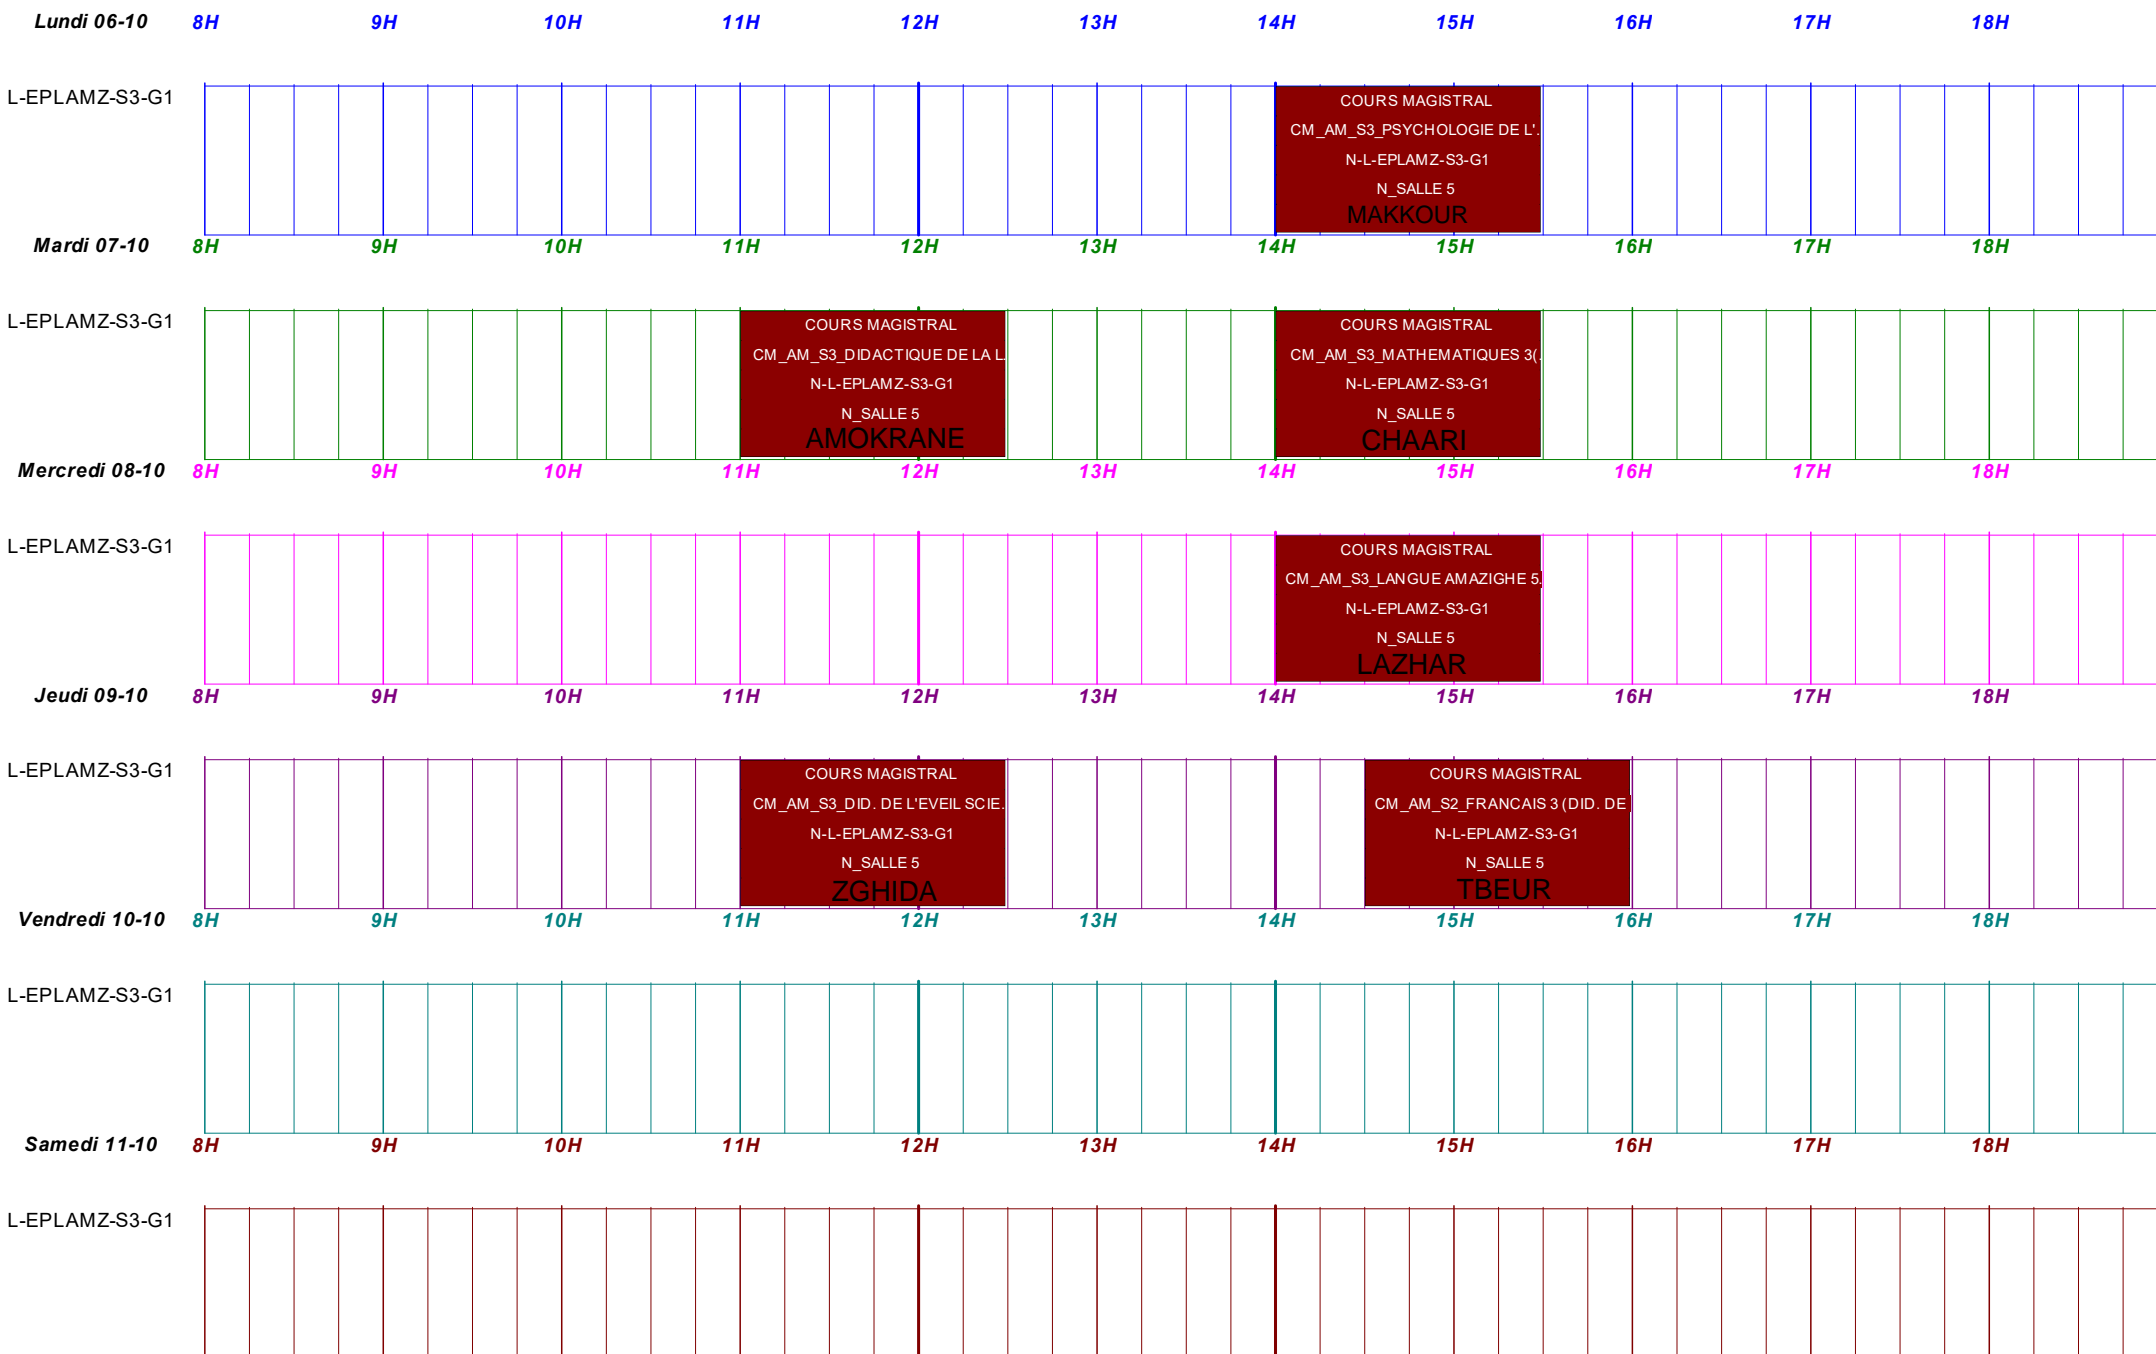 Lundi 06-10 8H 9H 10H 11H 12H 13H 14H 15H 16H 17H 18H
L-EPLAMZ-S3-G1
COURS MAGISTRAL
CM_AM_S3_PSYCHOLOGIE DE L'.
N-L-EPLAMZ-S3-G1
N_SALLE 5
MAKKOUR
Mardi 07-10 8H 9H 10H 11H 12H 13H 14H 15H 16H 17H 18H
L-EPLAMZ-S3-G1
COURS MAGISTRAL
CM_AM_S3_DIDACTIQUE DE LA L.
N-L-EPLAMZ-S3-G1
N_SALLE 5
AMOKRANE
COURS MAGISTRAL
CM_AM_S3_MATHEMATIQUES 3(.
N-L-EPLAMZ-S3-G1
N_SALLE 5
CHAARI
Mercredi 08-10 8H 9H 10H 11H 12H 13H 14H 15H 16H 17H 18H
L-EPLAMZ-S3-G1
COURS MAGISTRAL
CM_AM_S3_LANGUE AMAZIGHE 5.
N-L-EPLAMZ-S3-G1
N_SALLE 5
LAZHAR
Jeudi 09-10 8H 9H 10H 11H 12H 13H 14H 15H 16H 17H 18H
L-EPLAMZ-S3-G1
COURS MAGISTRAL
CM_AM_S3_DID. DE L'EVEIL SCIE.
N-L-EPLAMZ-S3-G1
N_SALLE 5
ZGHIDA
COURS MAGISTRAL
CM_AM_S2_FRANCAIS 3 (DID. DE
N-L-EPLAMZ-S3-G1
N_SALLE 5
TBEUR
Vendredi 10-10 8H 9H 10H 11H 12H 13H 14H 15H 16H 17H 18H
L-EPLAMZ-S3-G1
Samedi 11-10 8H 9H 10H 11H 12H 13H 14H 15H 16H 17H 18H
L-EPLAMZ-S3-G1